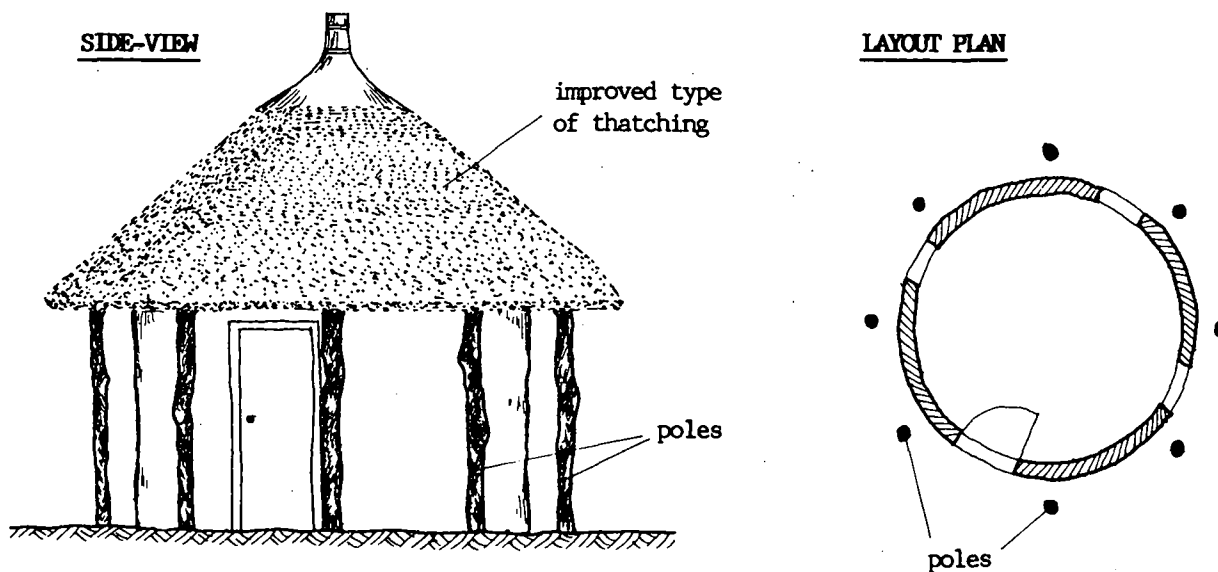 SIDE-VIEW
improved type
of thatching
poles
LAYOUT PLAN
poles